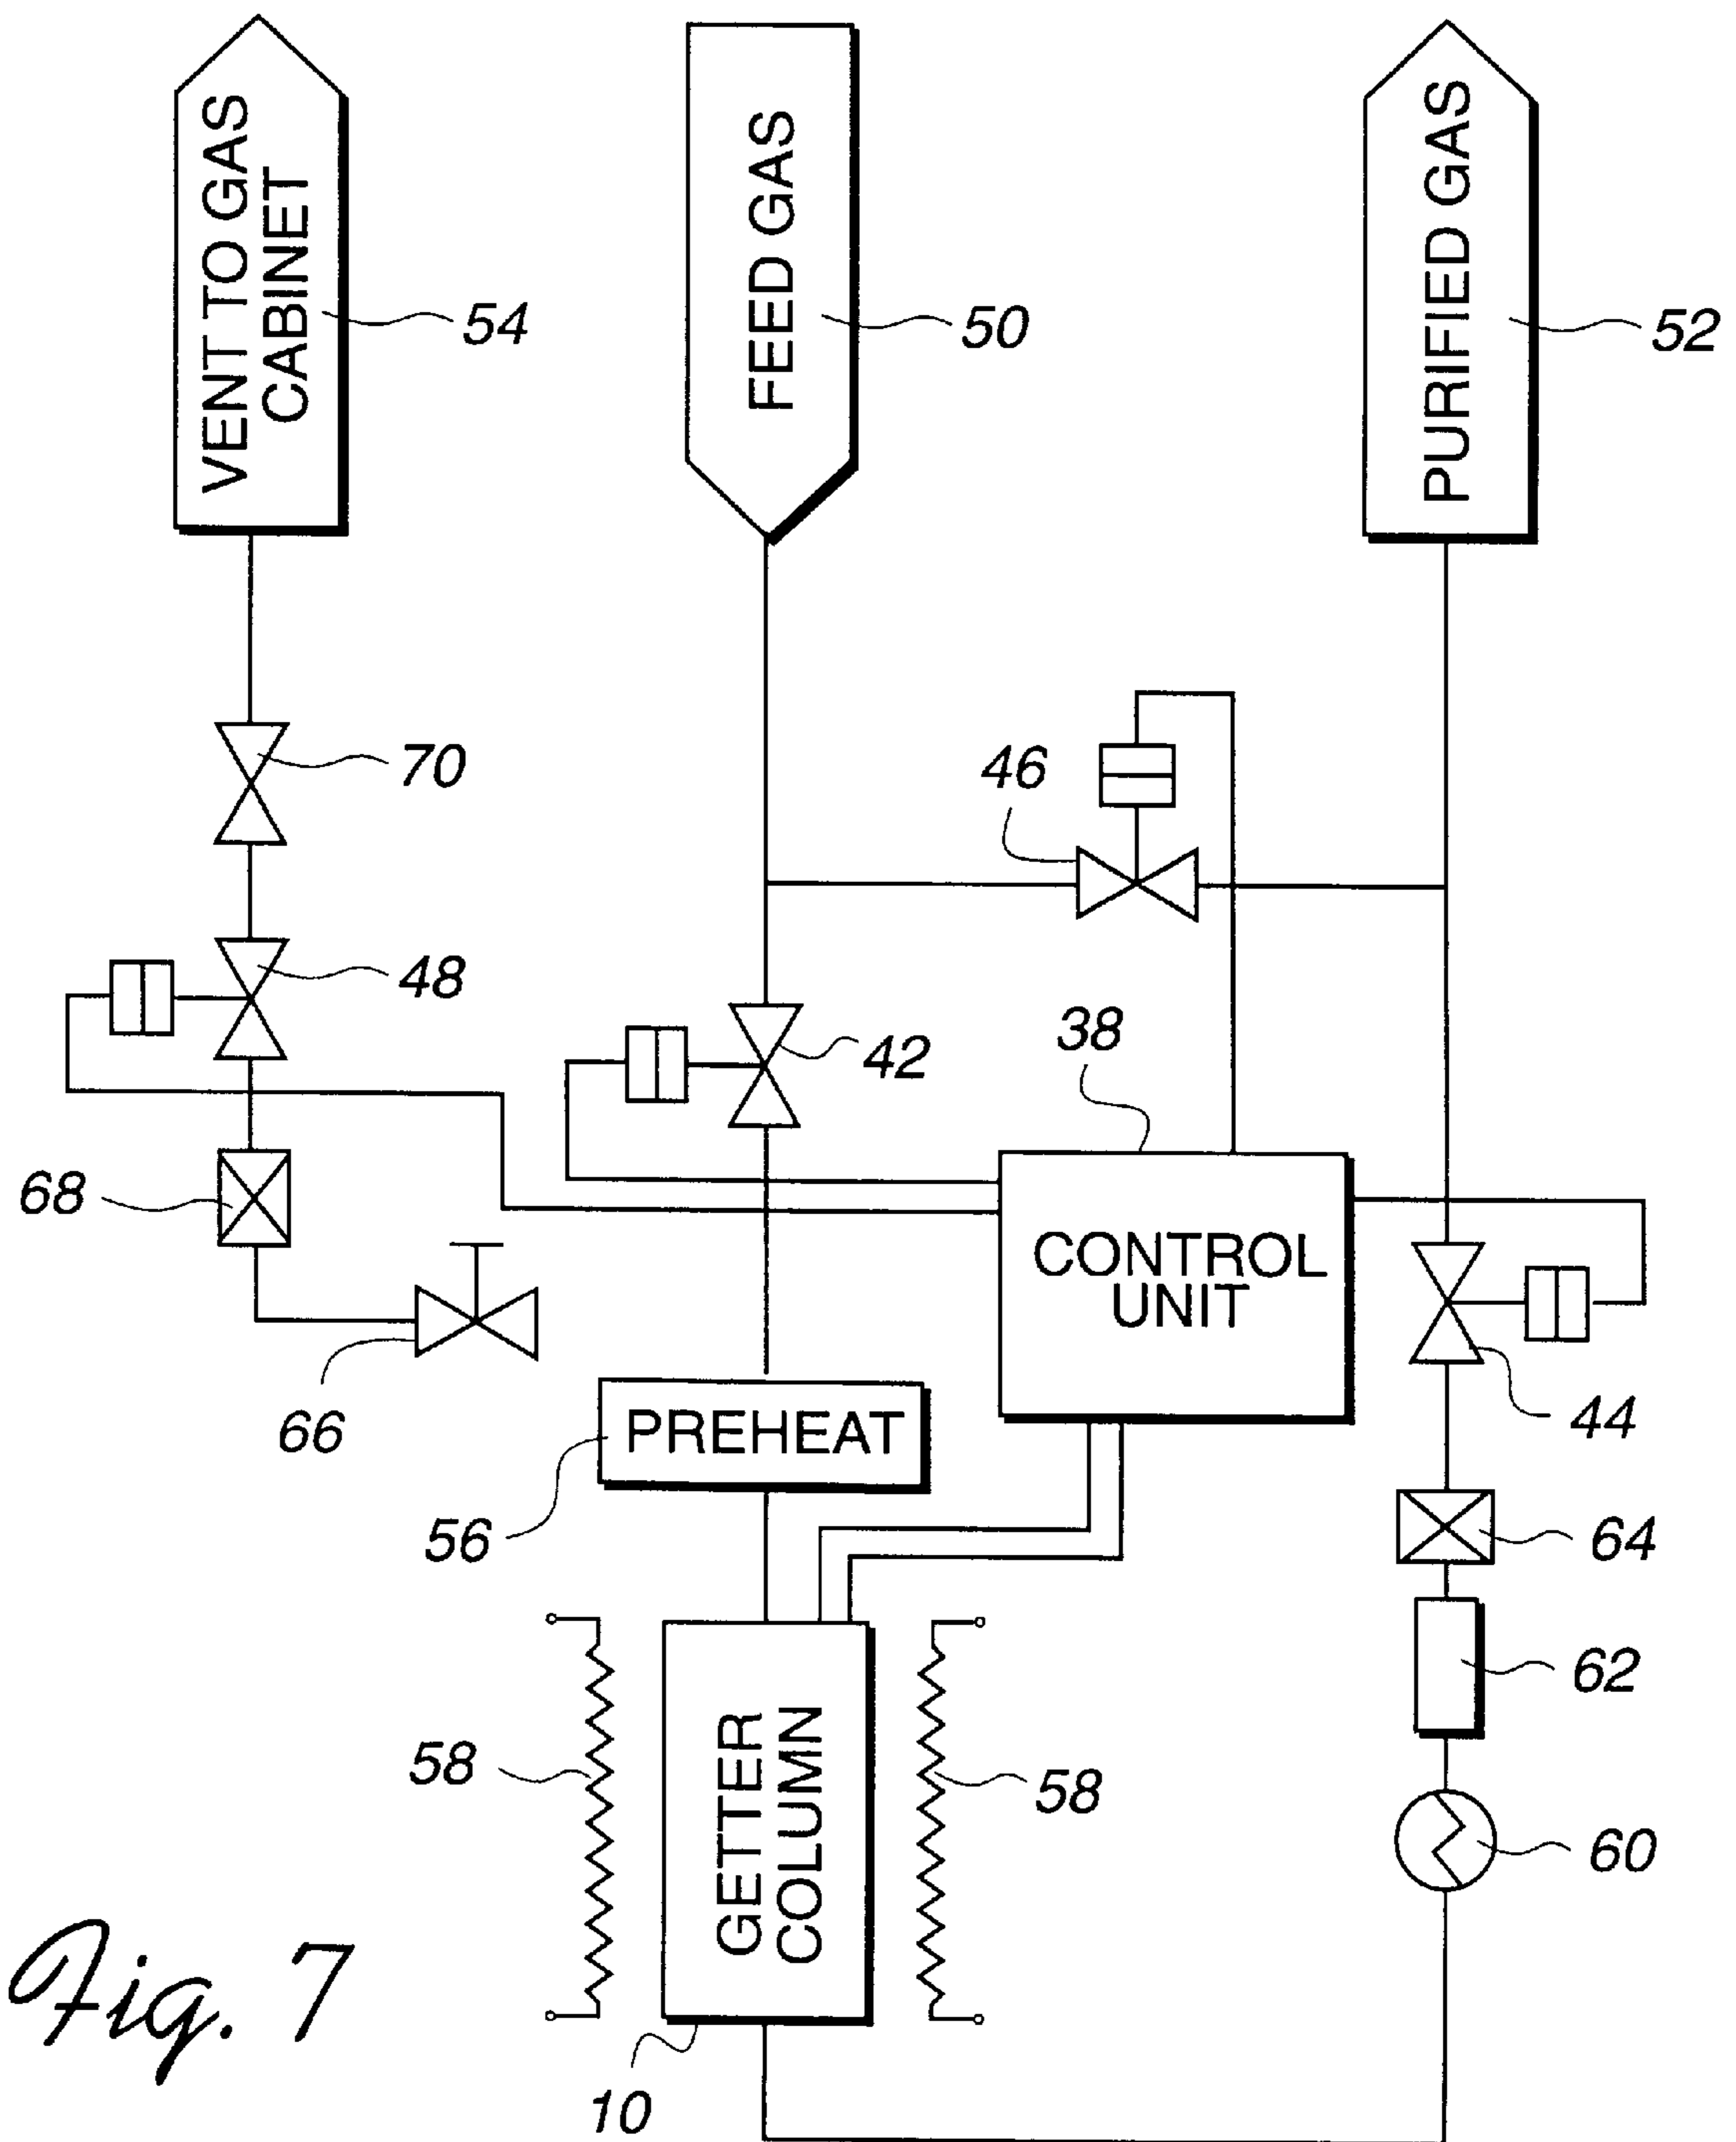 VENT TO GAS
CABINET
54
FEED GAS
50
PURIFIED GAS
52
70
46
48
42
38
68
CONTROL
UNIT
66
44
PREHEAT
56
64
62
58
GETTER
COLUMN
58
60
10
Fig. 7